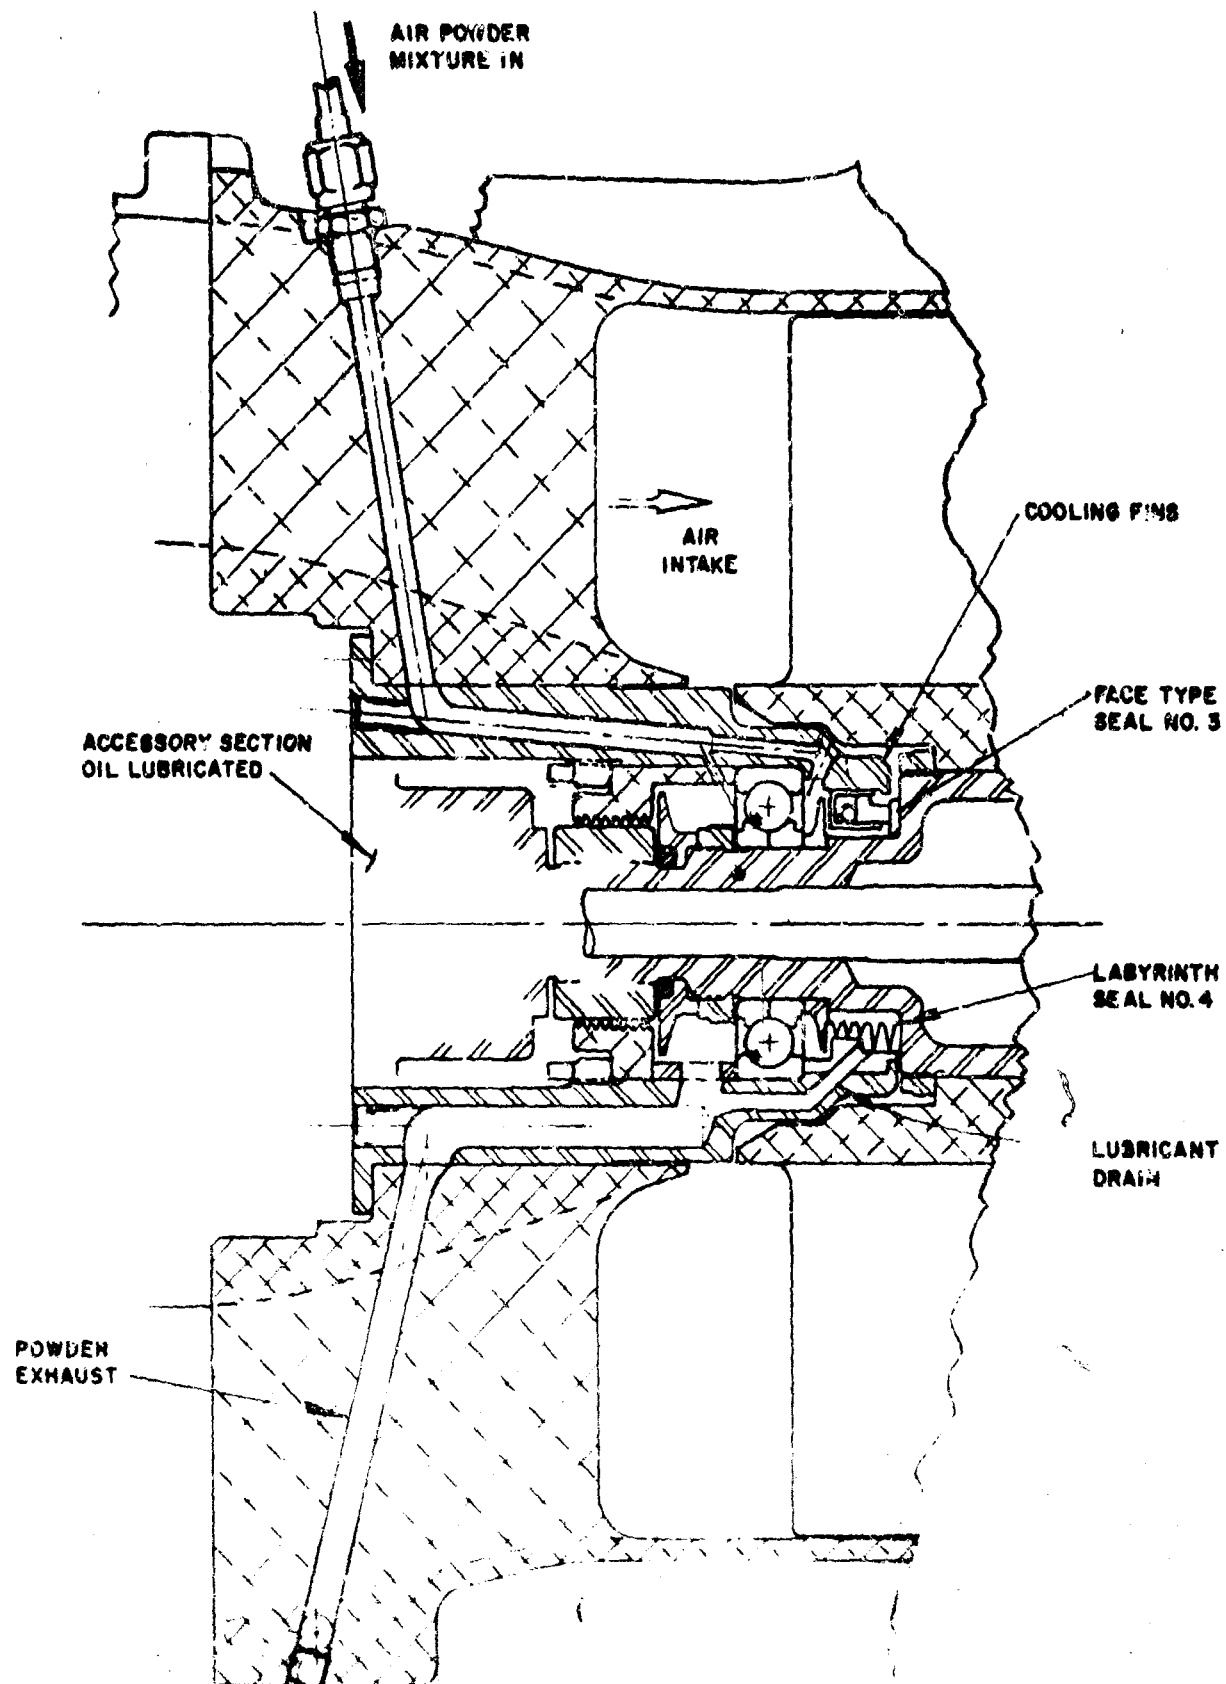 AIR POWDER
MIXTURE IN
COOLING FINS
AIR
INTAKE
FACE TYPE
SEAL NO. 3
ACCESSORY SECTION
OIL LUBRICATED
LABYRINTH
SEAL NO. 4
LUBRICANT
DRAIN
POWDER
EXHAUST